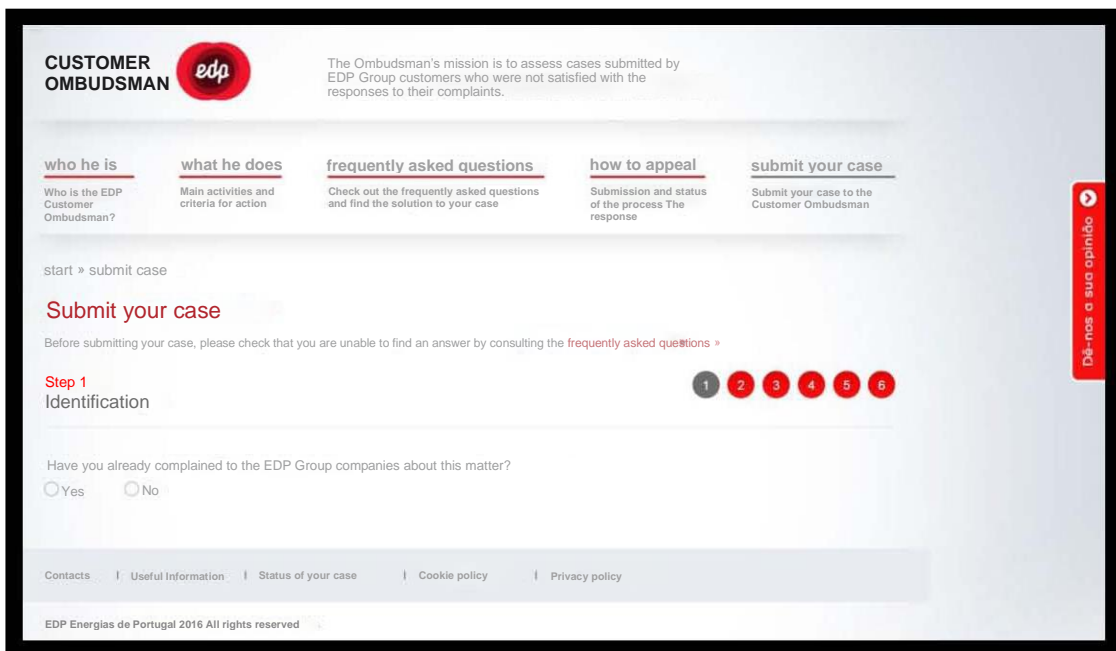 CUSTOMER
OMBUDSMAN
edp
The Ombudsman's mission is to assess cases submitted by
EDP Group customers who were not satisfied with the
responses to their complaints.
who he is
Who is the EDP
Customer
Ombudsman?
what he does
Main activities and
criteria for action
frequently asked questions
Check out the frequently asked questions
and find the solution to your case
how to appeal
Submission and status
of the process The
response
submit your case
Submit your case to the
Customer Ombudsman
Dê-nos a sua opinião
start » submit case
Submit your case
Before submitting your case, please check that you are unable to find an answer by consulting the frequently asked questions »
Step 1
Identification
1 2 3 4 5 6
Have you already complained to the EDP Group companies about this matter?
Yes No
Contacts | Useful Information | Status of your case | Cookie policy | Privacy policy
EDP Energias de Portugal 2016 All rights reserved